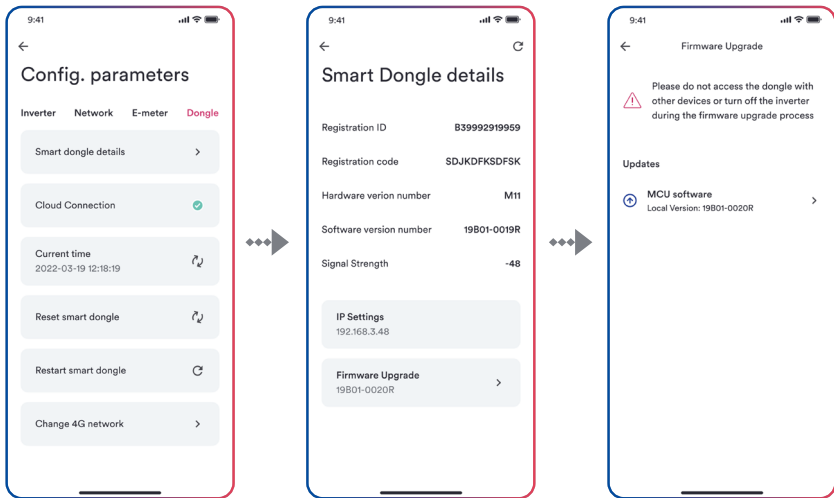 9:41
Config. parameters
Inverter Network E-meter Dongle
Smart dongle details
Cloud Connection
Current time
2022-03-19 12:18:19
Reset smart dongle
Restart smart dongle
Change 4G network
9:41
Smart Dongle details
Registration ID B39992919959
Registration code SDJKDFKSDFSK
Hardware verion number M11
Software version number 19B01-0019R
Signal Strength -48
IP Settings
192.168.3.48
Firmware Upgrade
19B01-0020R
9:41
Firmware Upgrade
Please do not access the dongle with
other devices or turn off the inverter
during the firmware upgrade process
Updates
MCU software
Local Version: 19B01-0020R